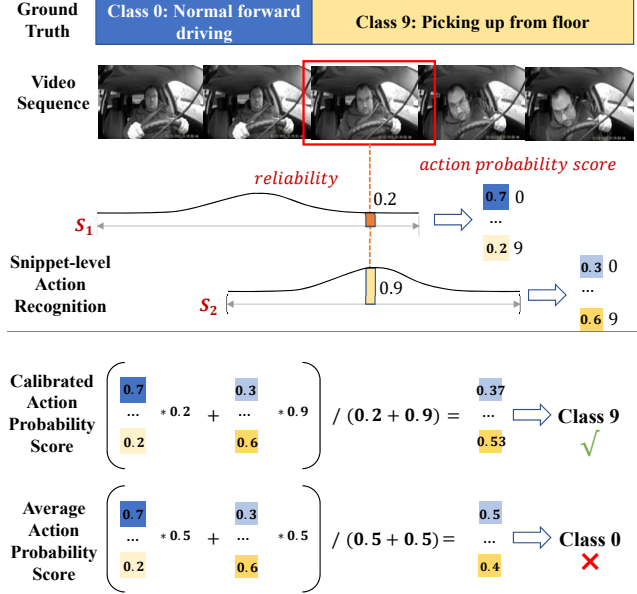 Ground
Truth
Class 0: Normal forward
driving
Class 9: Picking up from floor
Video
Sequence
reliability
action probability score
0.2
S1
0.7 0
...
0.2 9
Snippet-level
Action
Recognition
0.9
S2
0.3 0
...
0.6 9
Calibrated
Action
Probability
Score
0.7
...
0.2
* 0.2 +
0.3
...
0.6
* 0.9
/ (0.2 + 0.9) =
0.37
...
0.53
Class 9
√
Average
Action
Probability
Score
0.7
...
0.2
* 0.5 +
0.3
...
0.6
* 0.5
/ (0.5 + 0.5) =
0.5
...
0.4
Class 0
×